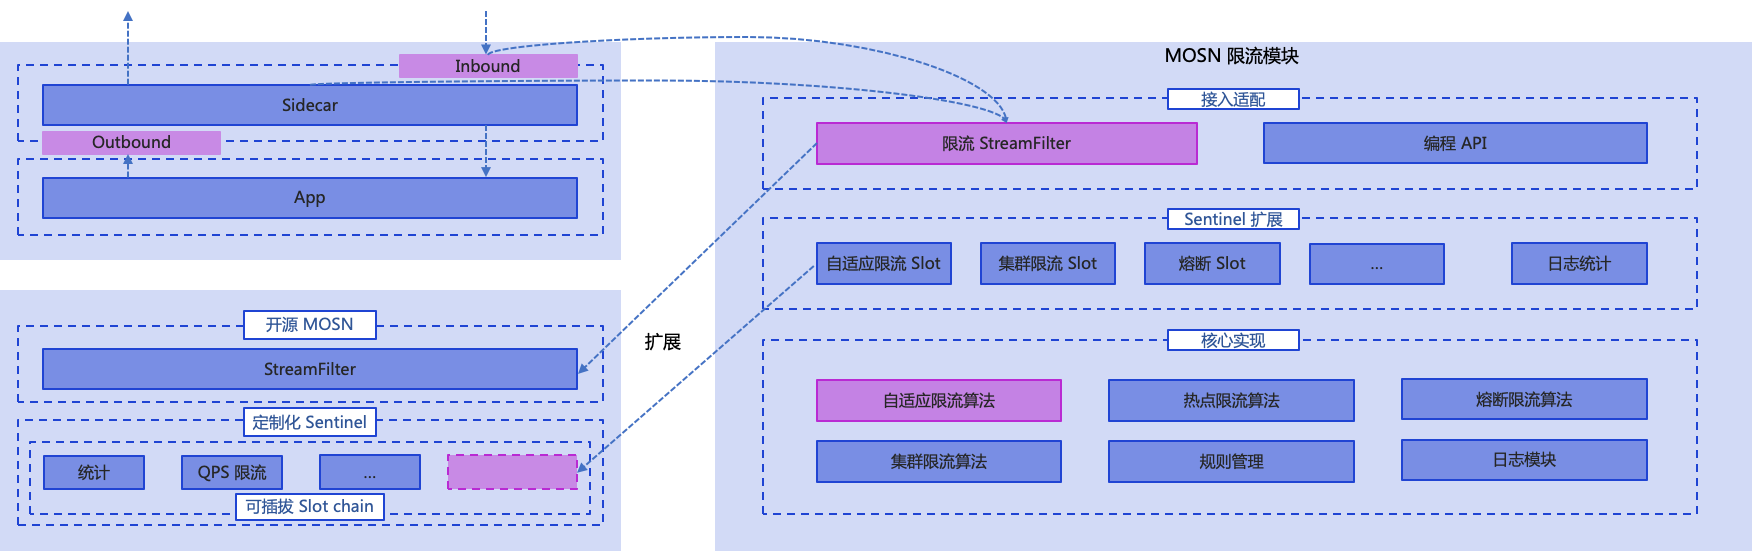 Inbound
Sidecar
Outbound
App
开源 MOSN
StreamFilter
定制化 Sentinel
统计
QPS 限流
...
可插拔 Slot chain
扩展
MOSN 限流模块
接入适配
限流 StreamFilter
编程 API
Sentinel 扩展
自适应限流 Slot
集群限流 Slot
熔断 Slot
...
日志统计
核心实现
自适应限流算法
热点限流算法
熔断限流算法
集群限流算法
规则管理
日志模块